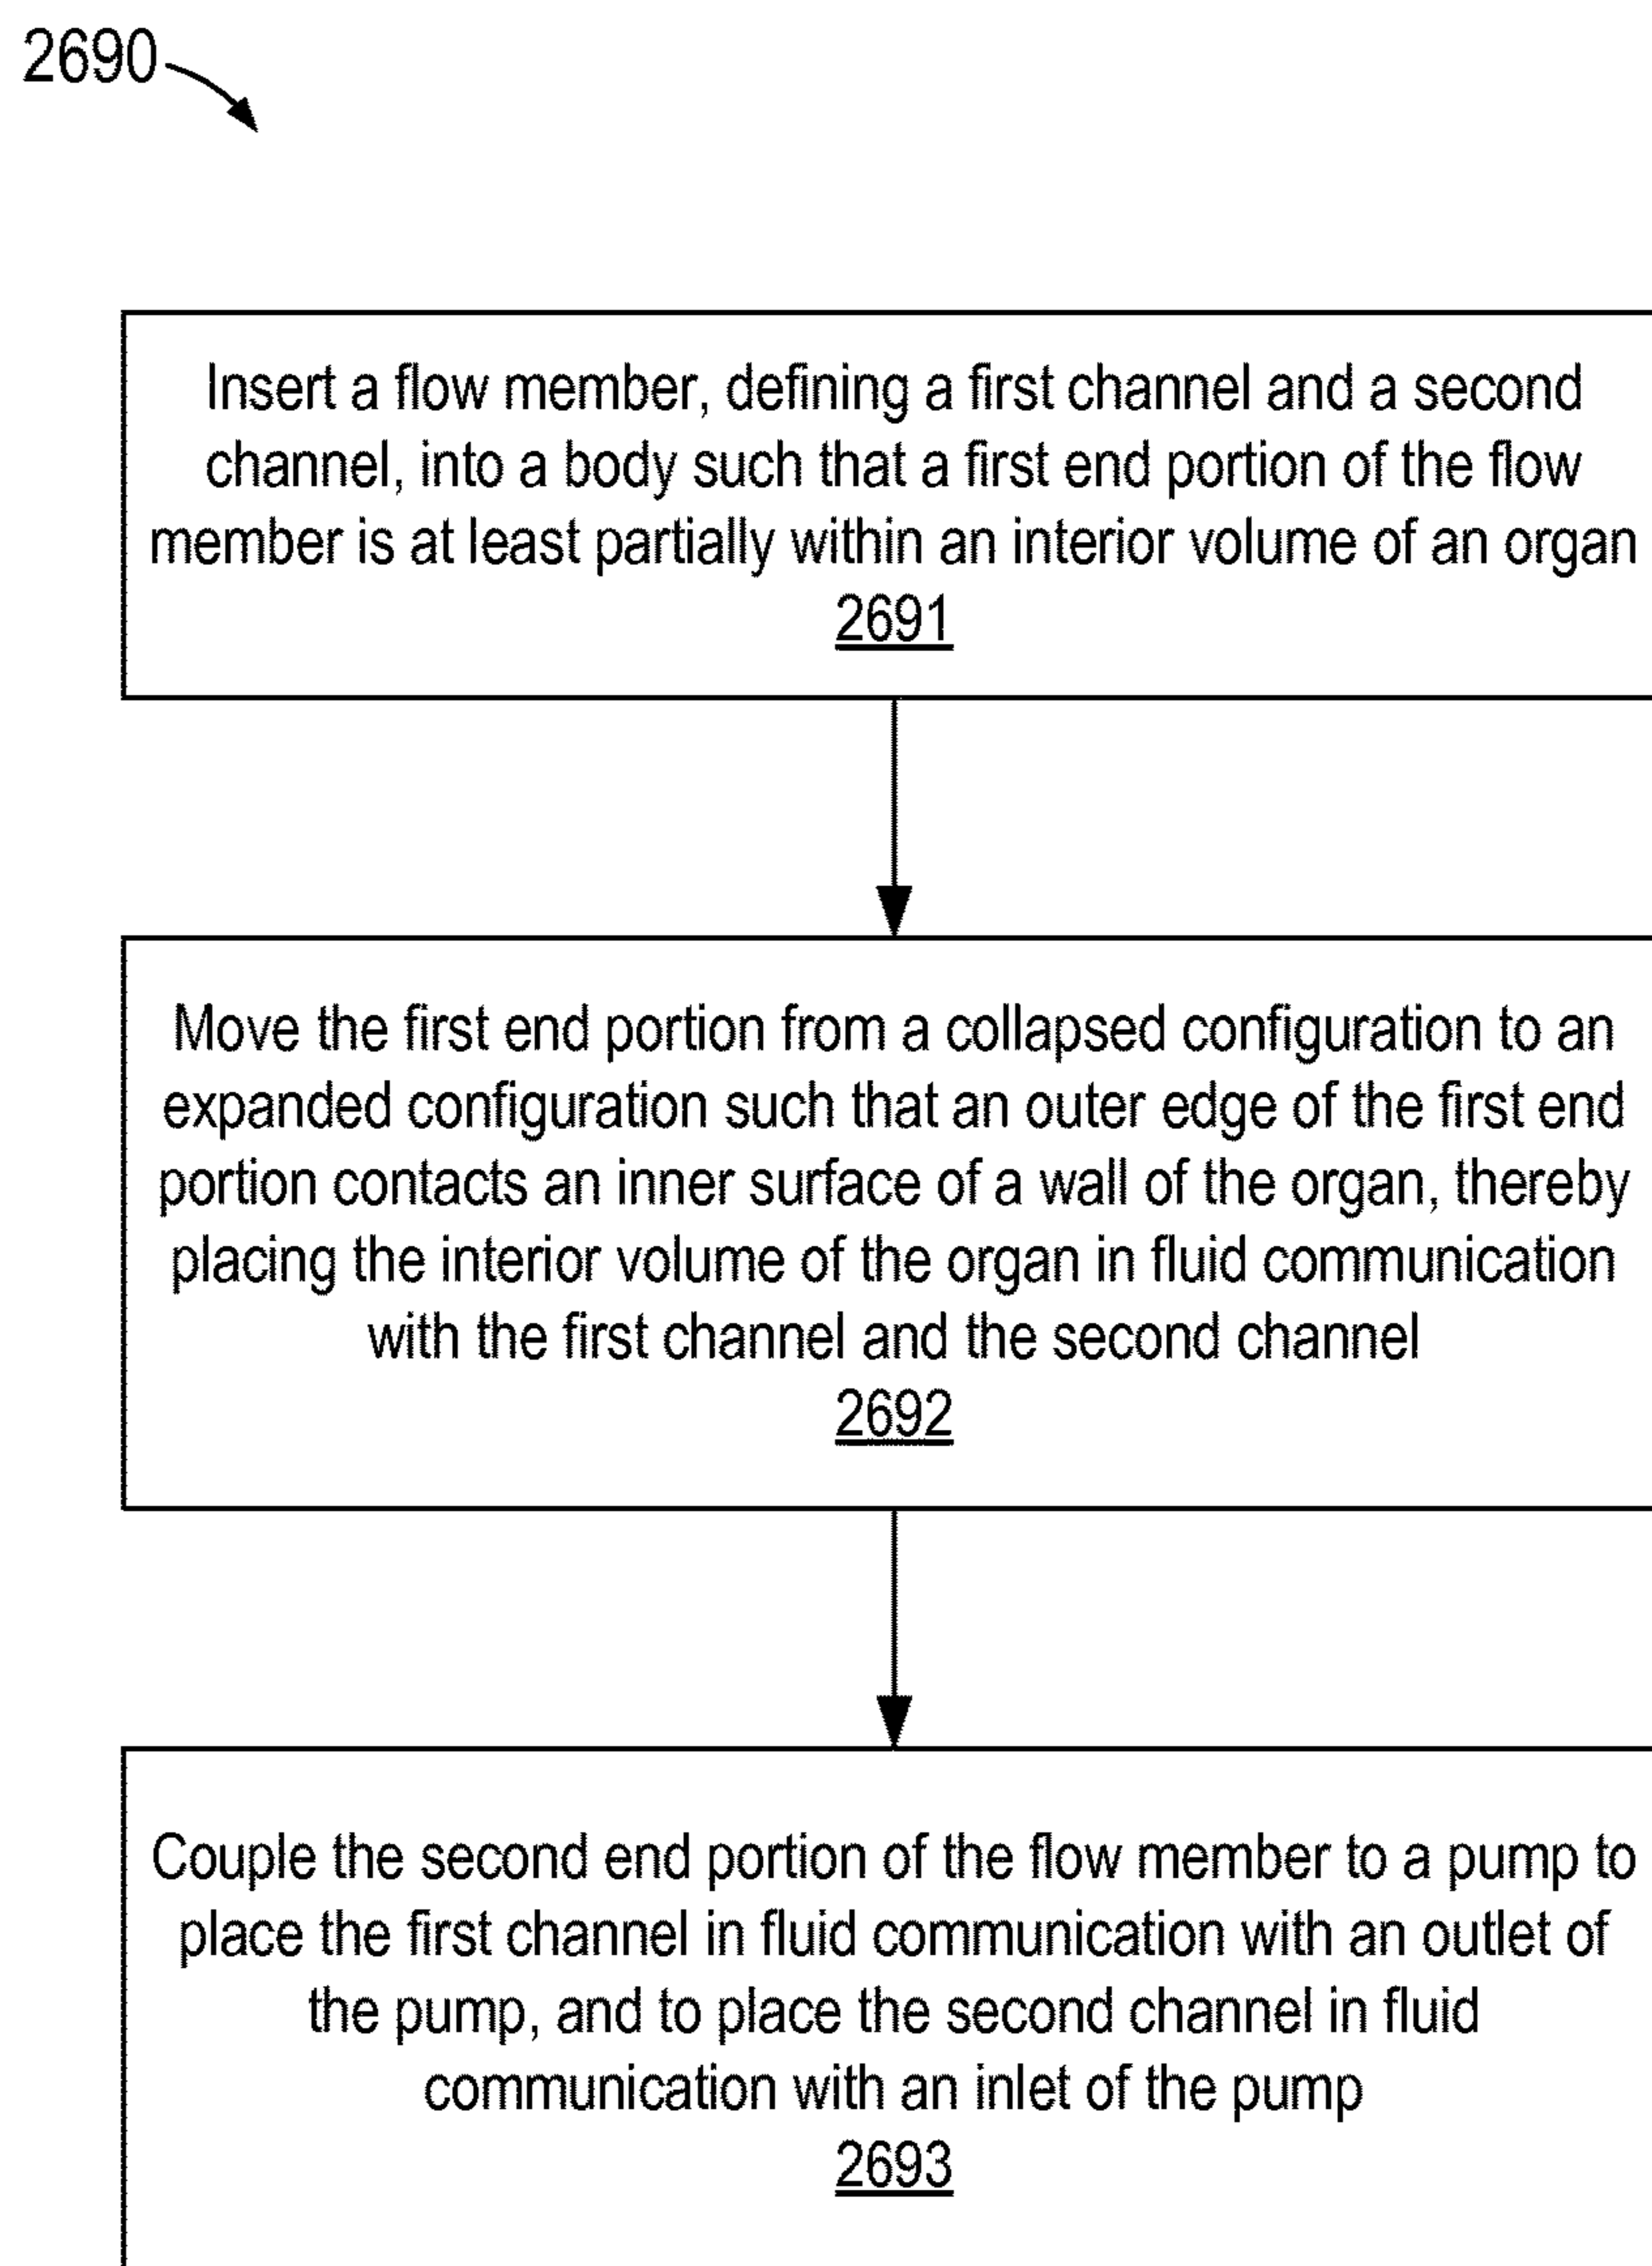 2690
Insert a flow member, defining a first channel and a second
channel, into a body such that a first end portion of the flow
member is at least partially within an interior volume of an organ
2691
Move the first end portion from a collapsed configuration to an
expanded configuration such that an outer edge of the first end
portion contacts an inner surface of a wall of the organ, thereby
placing the interior volume of the organ in fluid communication
with the first channel and the second channel
2692
Couple the second end portion of the flow member to a pump to
place the first channel in fluid communication with an outlet of
the pump, and to place the second channel in fluid
communication with an inlet of the pump
2693